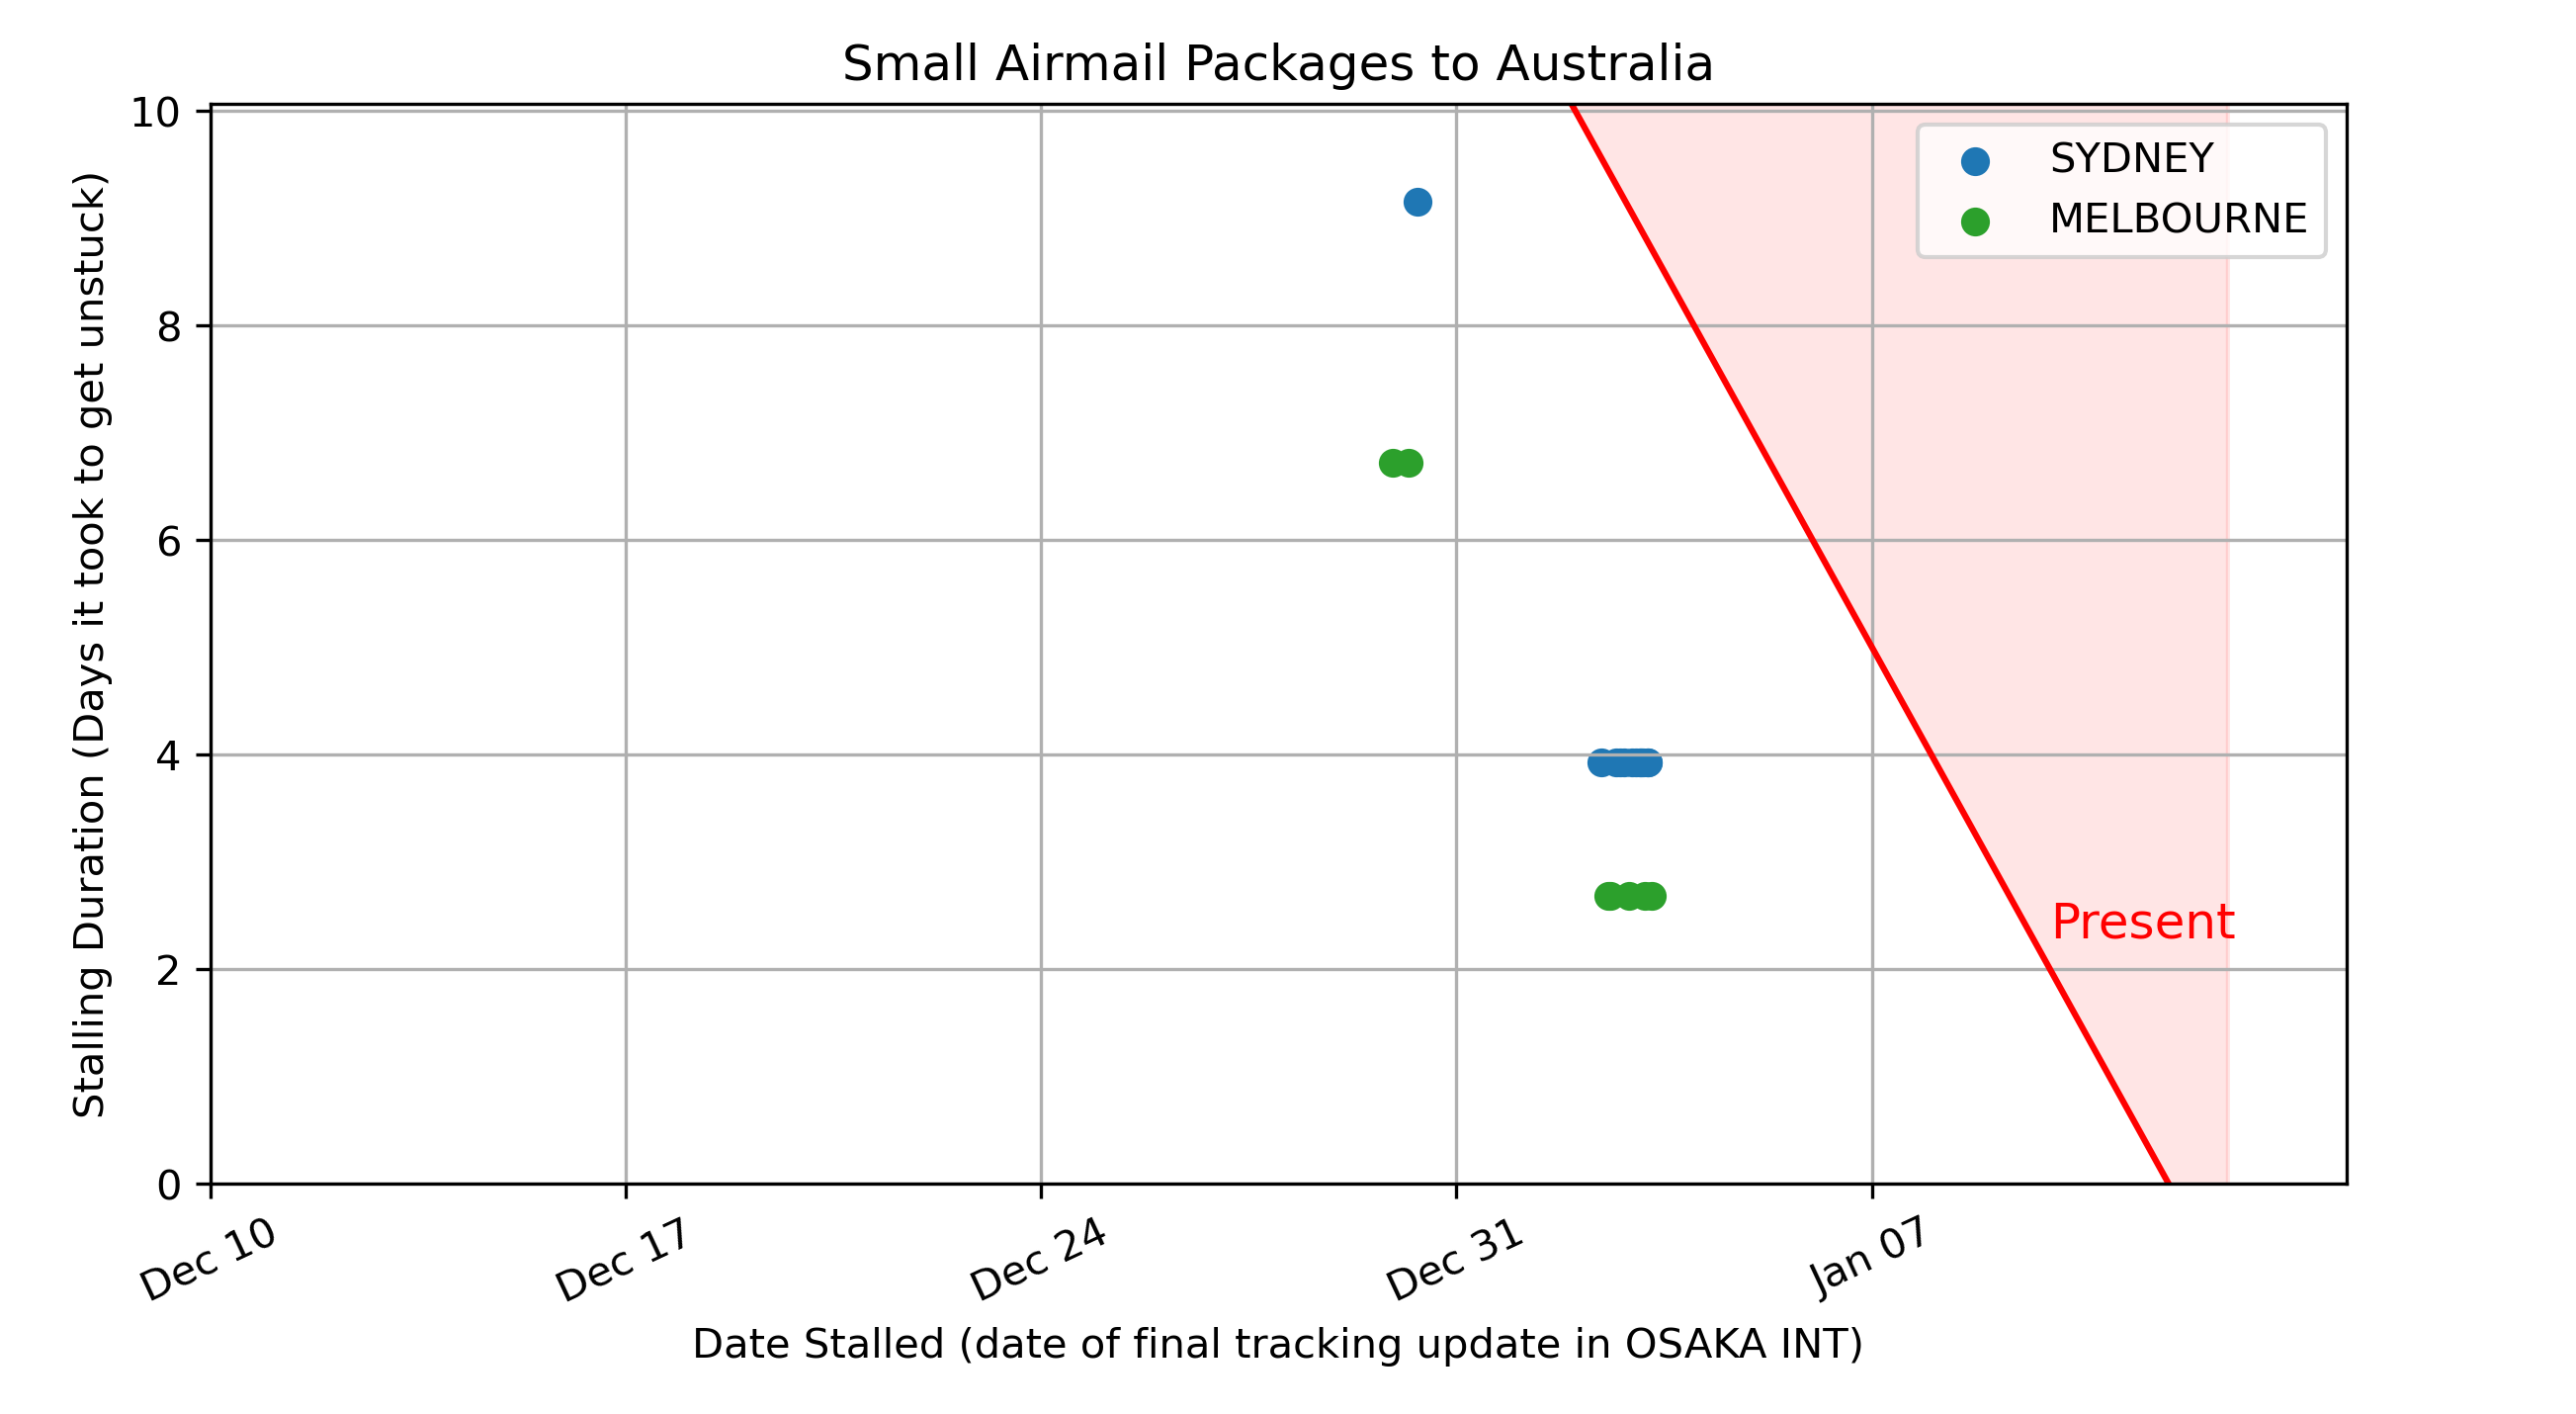 Small Airmail Packages to Australia
10
8
6
4
2
0
Stalling Duration (Days it took to get unstuck)
SYDNEY
MELBOURNE
Present
Dec 10
Dec 17
Dec 24
Dec 31
Jan 07
Date Stalled (date of final tracking update in OSAKA INT)